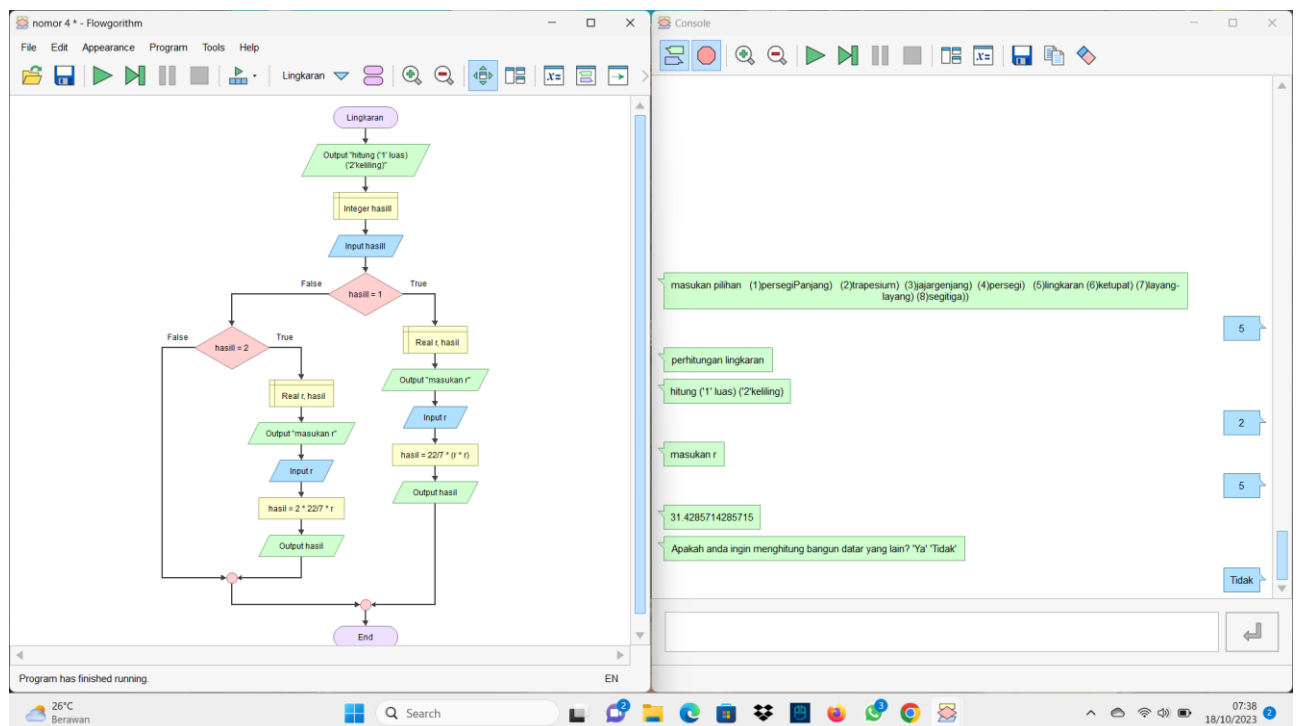 nomor 4 * - Flowgorithm
File Edit Appearance Program Tools Help
Lingkaran
Lingkaran
Output "hitung ('1' luas)
('2'keliling)"
Integer hasill
Input hasill
False
hasill = 1
True
False
hasill = 2
True
Real r, hasil
Output "masukan r"
Input r
hasil = 2 * 22/7 * r
Output hasil
Real r, hasil
Output "masukan r"
Input r
hasil = 22/7 * (r * r)
Output hasil
End
Program has finished running.
EN
Console
masukan pilihan (1)persegiPanjang) (2)trapesium) (3)jajargenjang) (4)persegi) (5)lingkaran (6)ketupat) (7)layang-
layang) (8)segitiga))
5
perhitungan lingkaran
hitung ('1' luas) ('2'keliling)
2
masukan r
5
31.4285714285715
Apakah anda ingin menghitung bangun datar yang lain? 'Ya' 'Tidak'
Tidak
26°C
Berawan
Search
2
3
07:38
18/10/2023
2